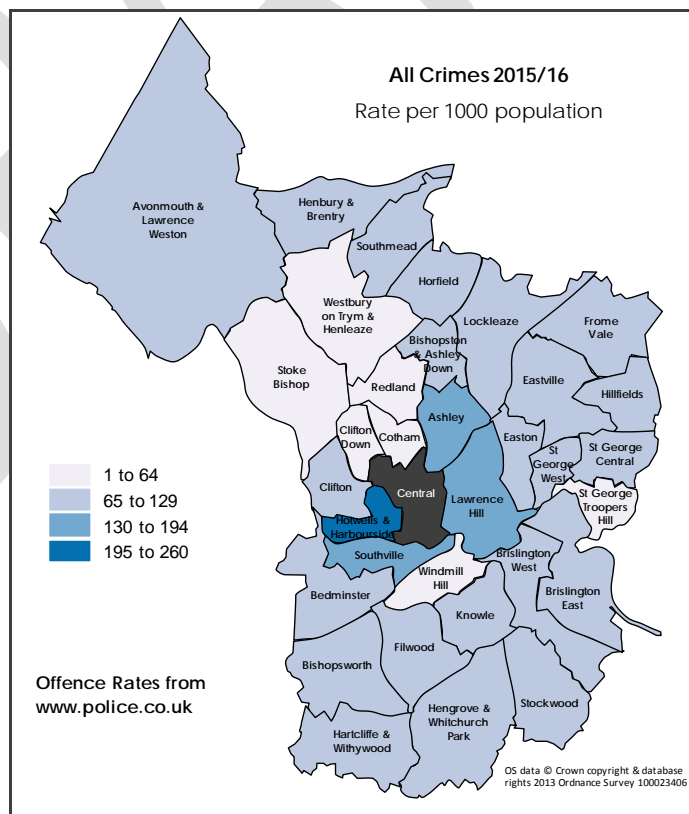 All Crimes 2015/16
Rate per 1000 population
Avonmouth &
Lawrence
Weston
Henbury &
Brentry
Southmead
Horfield
Westbury
on Trym &
Henleaze
Lockleaze
Frome
Vale
Bishopston
& Ashley
Down
Stoke
Bishop
Redland
Eastville
Hillfields
Ashley
Clifton
Down
Cotham
Easton
St
George
West
St George
Central
1 to 64
65 to 129
130 to 194
195 to 260
Clifton
Central
Lawrence
Hill
St George
Troopers
Hill
Hotwells &
Harbourside
Southville
Windmill
Hill
Brislington
West
Brislington
East
Bedminster
Knowle
Bishopsworth
Filwood
Offence Rates from
www.police.co.uk
Stockwood
Hengrove &
Whitchurch
Park
Hartcliffe &
Withywood
OS data © Crown copyright & database
rights 2013 Ordnance Survey 100023406